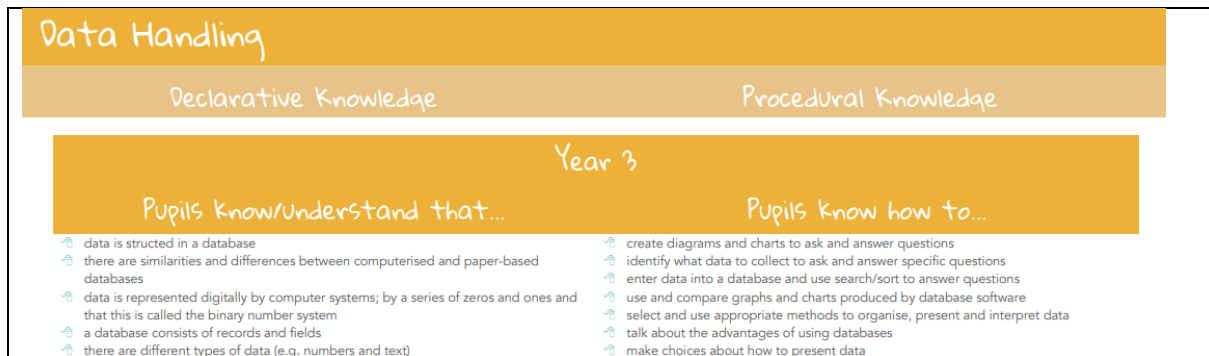 Data Handling
Declarative Knowledge
Procedural Knowledge
Year 3
Pupils know/understand that...
data is structed in a database
there are similarities and differences between computerised and paper-based
databases
data is represented digitally by computer systems; by a series of zeros and ones and
that this is called the binary number system
a database consists of records and fields
there are different types of data (e.g. numbers and text)
Pupils know how to...
create diagrams and charts to ask and answer questions
identify what data to collect to ask and answer specific questions
enter data into a database and use search/sort to answer questions
use and compare graphs and charts produced by database software
select and use appropriate methods to organise, present and interpret data
talk about the advantages of using databases
make choices about how to present data